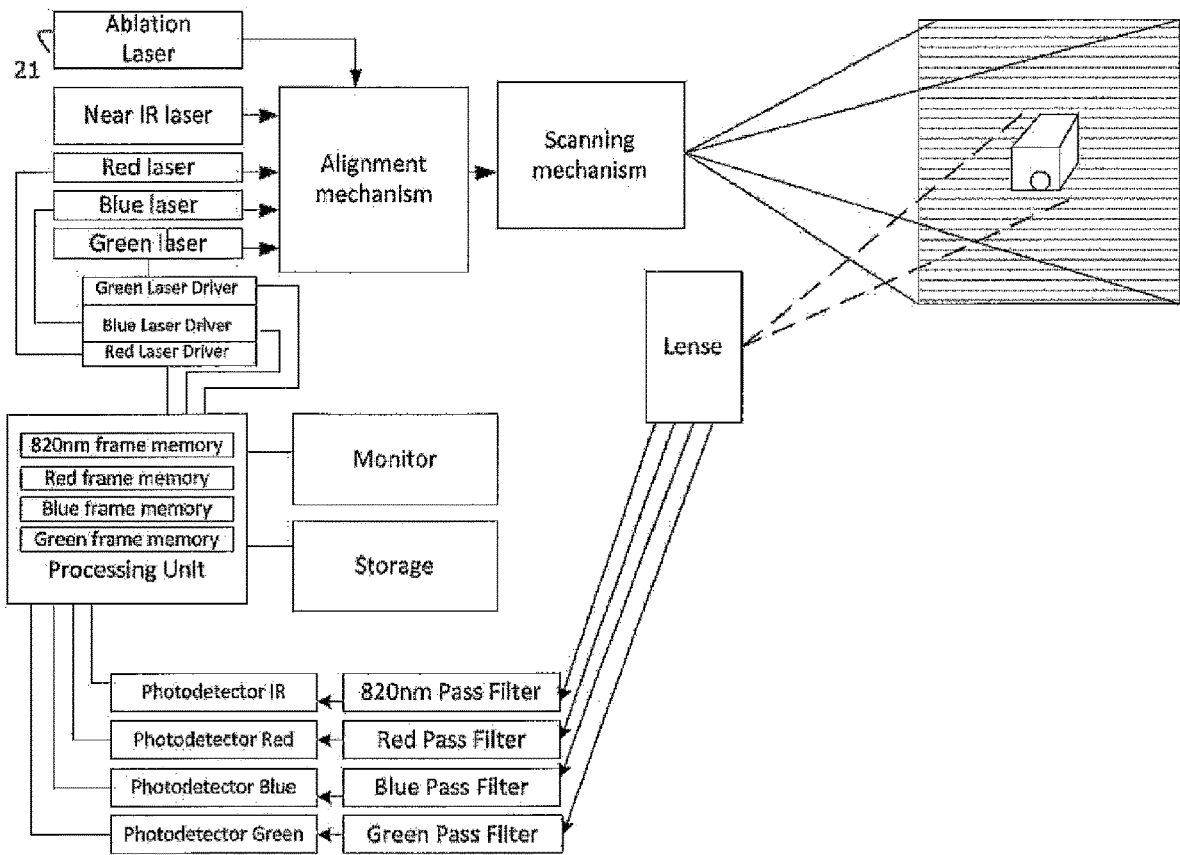 Ablation
Laser
21
Near IR laser
Red laser
Blue laser
Green laser
Alignment
mechanism
Scanning
mechanism
Green Laser Driver
Blue Laser Driver
Red Laser Driver
Lense
820nm frame memory
Red frame memory
Blue frame memory
Green frame memory
Processing Unit
Monitor
Storage
Photodetector IR
820nm Pass Filter
Photodetector Red
Red Pass Filter
Photodetector Blue
Blue Pass Filter
Photodetector Green
Green Pass Filter